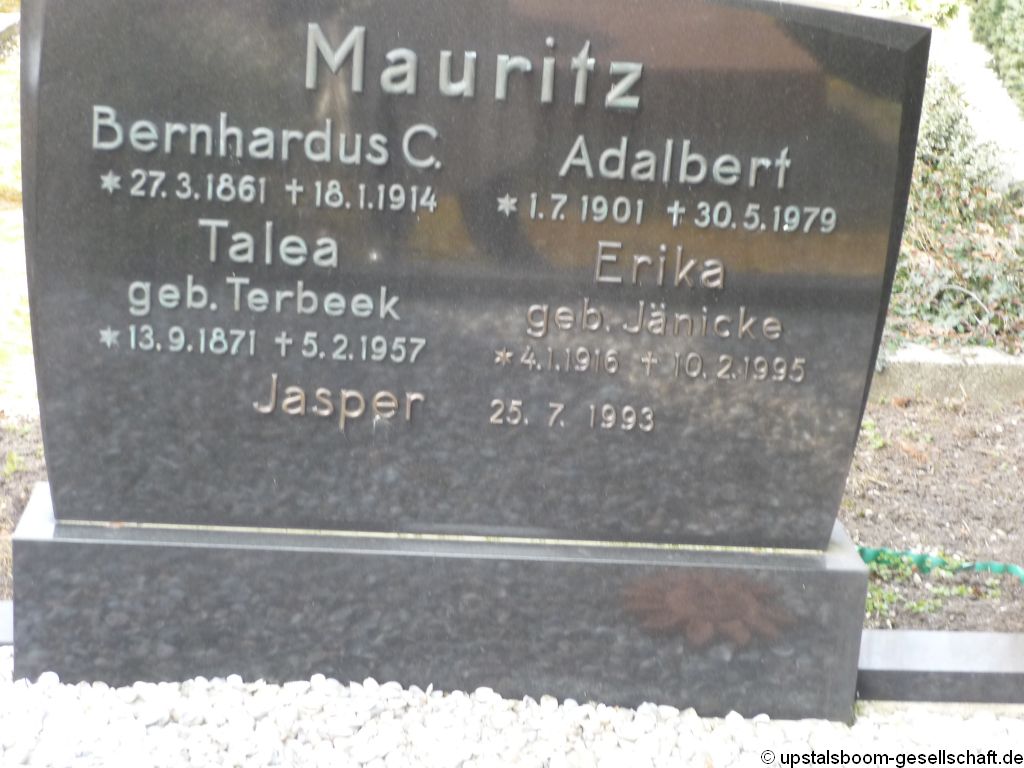 Mauritz
Bernhardus C.
* 27.3.1861 † 18.1.1914
Talea
geb. Terbeek
* 13.9.1871 † 5.2.1957
Adalbert
* 1.7.1901 † 30.5.1979
Erika
geb. Jänicke
* 4.1.1916 † 10.2.1995
Jasper 25. 7. 1993
© upstalsboom-gesellschaft.de